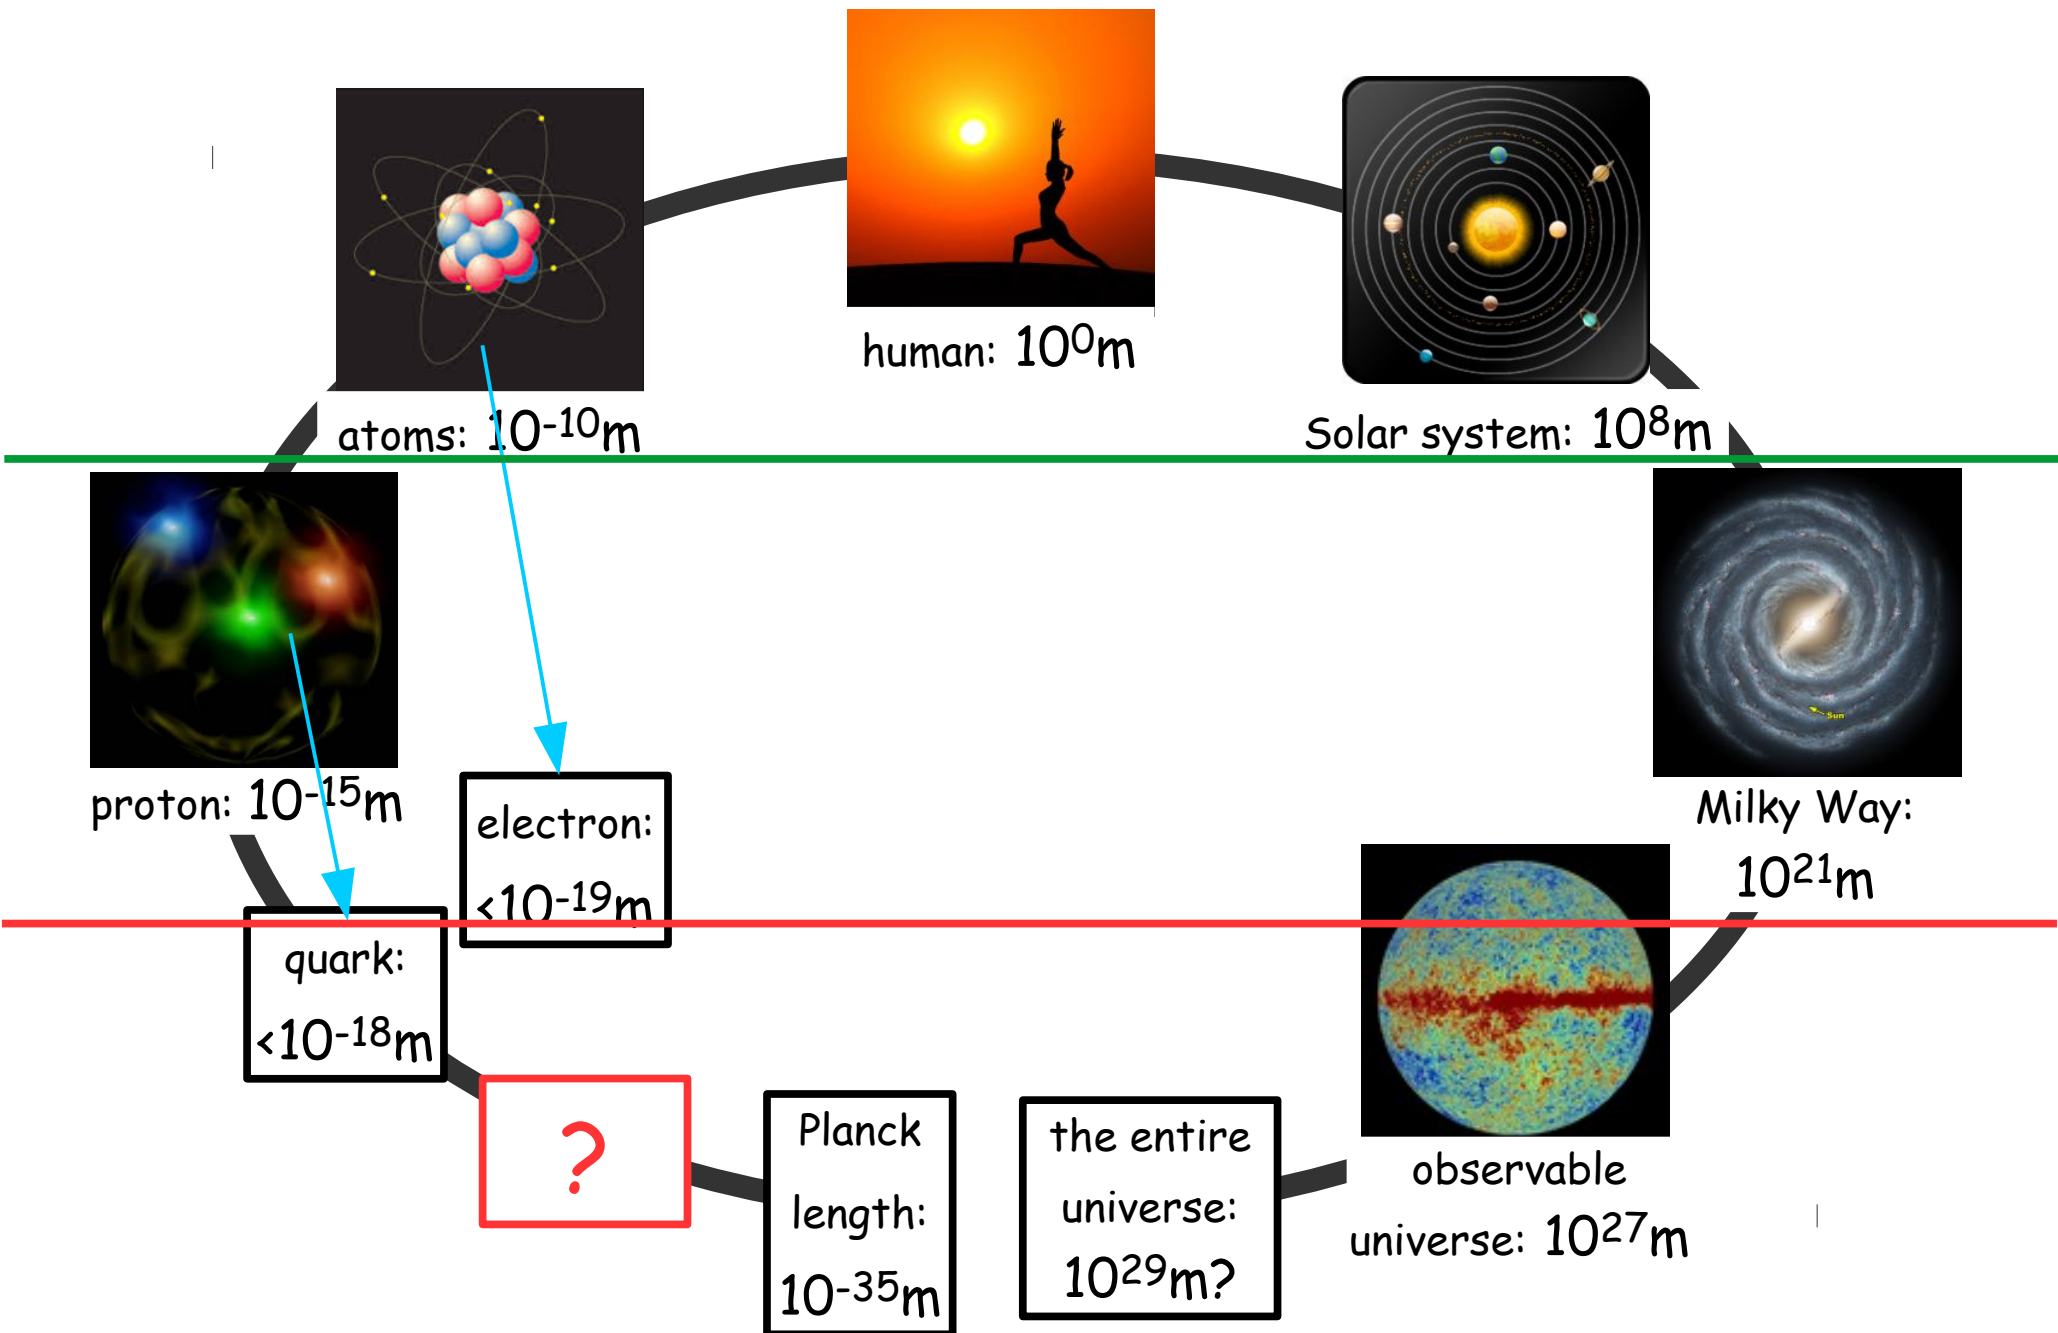 human: 10⁰m
atoms: 10⁻¹⁰m
Solar system: 10⁸m
Sun
proton: 10⁻¹⁵m
electron:
<10⁻¹⁹m
Milky Way:
10²¹m
quark:
<10⁻¹⁸m
?
Planck
length:
10⁻³⁵m
the entire
universe:
10²⁹m?
observable
universe: 10²⁷m